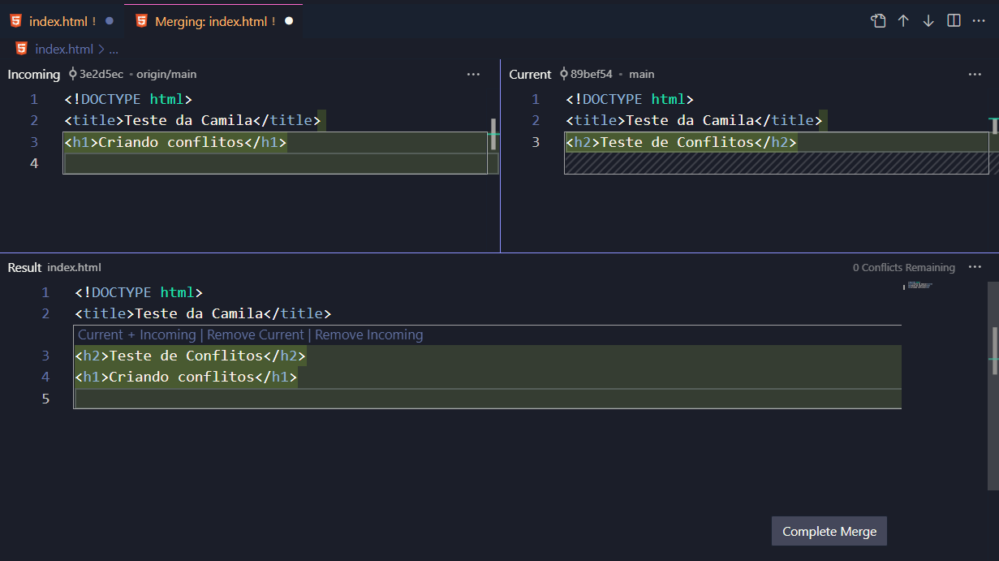 index.html ! ● Merging: index.html ! ●
index.html > ...
Incoming 3e2d5ec • origin/main ···
1 <!DOCTYPE html>
2 <title>Teste da Camila</title>
3 <h1>Criando conflitos</h1>
4
Current 89bef54 • main ···
1 <!DOCTYPE html>
2 <title>Teste da Camila</title>
3 <h2>Teste de Conflitos</h2>
Result index.html 0 Conflicts Remaining ···
1 <!DOCTYPE html>
2 <title>Teste da Camila</title>
Current + Incoming | Remove Current | Remove Incoming
3 <h2>Teste de Conflitos</h2>
4 <h1>Criando conflitos</h1>
5
Complete Merge